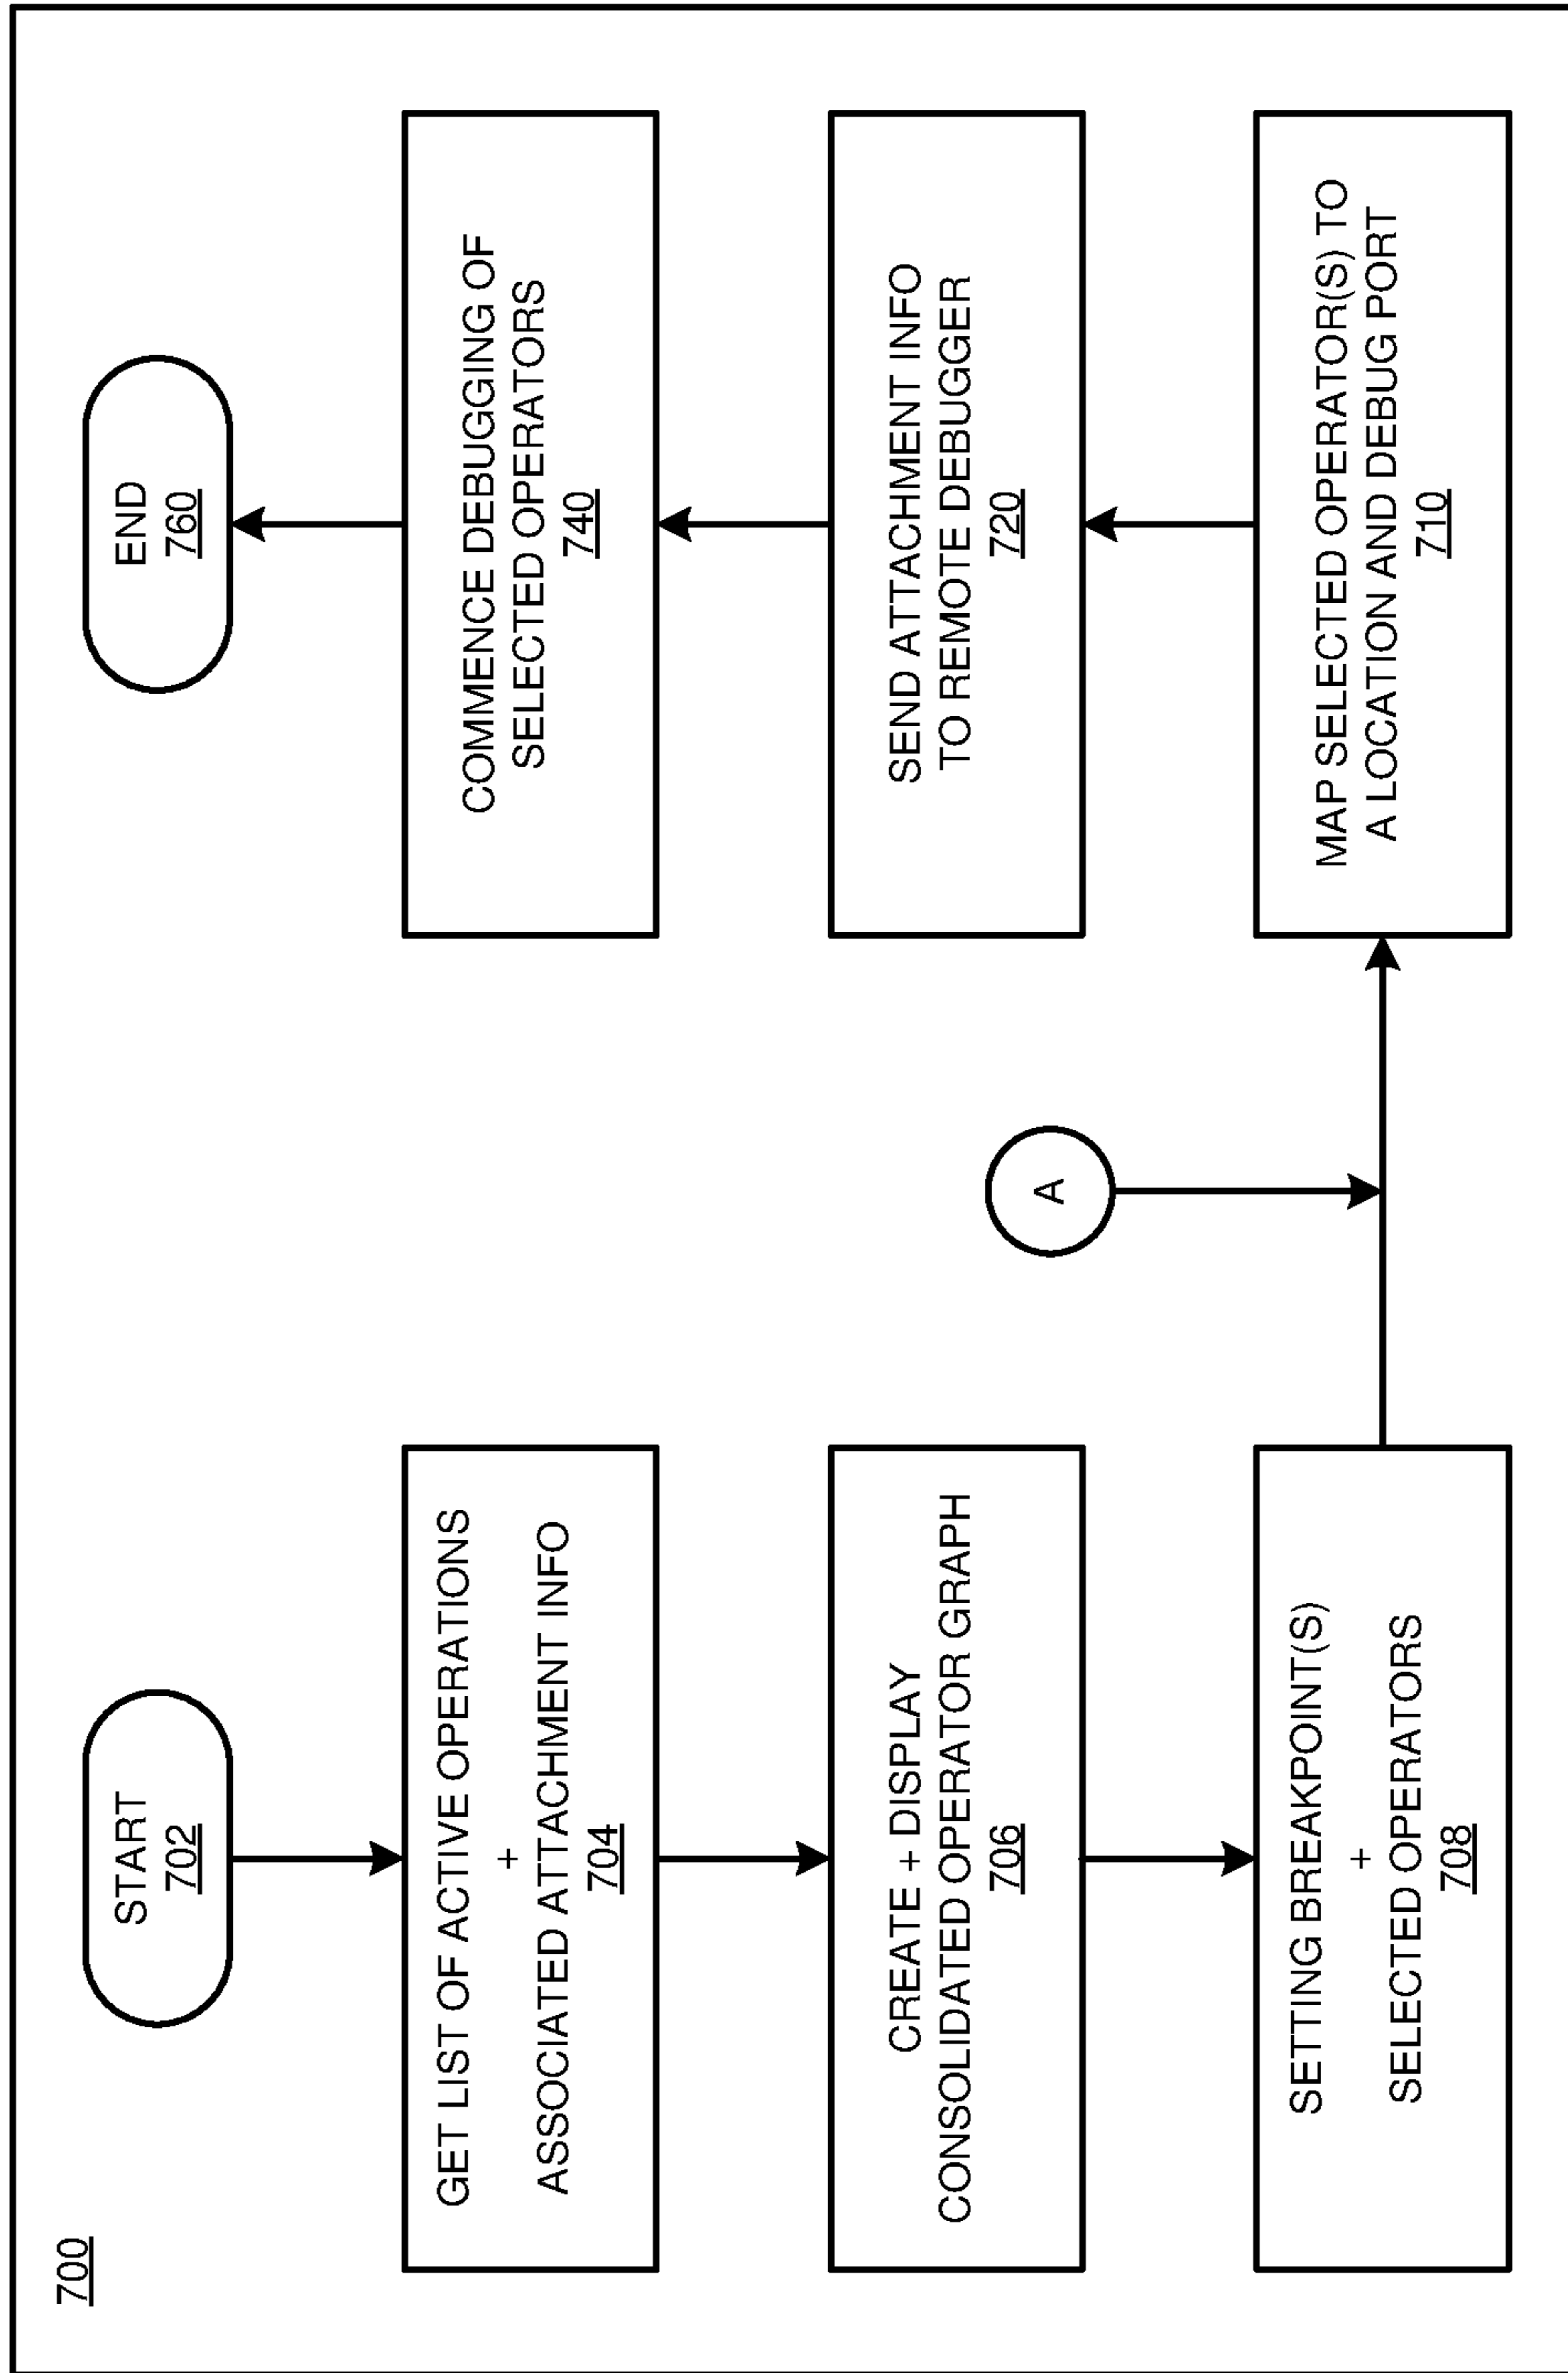 700
START
702
GET LIST OF ACTIVE OPERATIONS
+
ASSOCIATED ATTACHMENT INFO
704
CREATE + DISPLAY
CONSOLIDATED OPERATOR GRAPH
706
SETTING BREAKPOINT(S)
+
SELECTED OPERATORS
708
A
MAP SELECTED OPERATOR(S) TO
A LOCATION AND DEBUG PORT
710
SEND ATTACHMENT INFO
TO REMOTE DEBUGGER
720
COMMENCE DEBUGGING OF
SELECTED OPERATORS
740
END
760